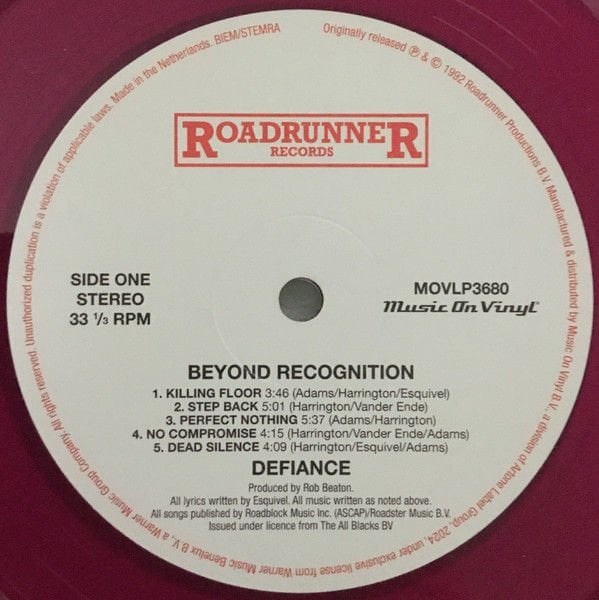 Originally released ℗ & © 1992 Roadrunner Productions B.V. Manufactured & distributed by Music On Vinyl B.V., a division of Artone Label Group, 2024, under exclusive license from Warner Music Benelux B.V., a Warner Music Group Company. All rights reserved. Unauthorized duplication is a violation of applicable laws. Made in the Netherlands. BIEM/STEMRA
ROADRUNNER
RECORDS
SIDE ONE
STEREO
33 1/3 RPM
MOVLP3680
Music On Vinyl
BEYOND RECOGNITION
1. KILLING FLOOR 3:46 (Adams/Harrington/Esquivel)
2. STEP BACK 5:01 (Harrington/Vander Ende)
3. PERFECT NOTHING 5:37 (Adams/Harrington)
4. NO COMPROMISE 4:15 (Harrington/Vander Ende/Adams)
5. DEAD SILENCE 4:09 (Harrington/Esquivel/Adams)
DEFIANCE
Produced by Rob Beaton.
All lyrics written by Esquivel. All music written as noted above.
All songs published by Roadblock Music Inc. (ASCAP)/Roadster Music B.V.
Issued under licence from The All Blacks BV